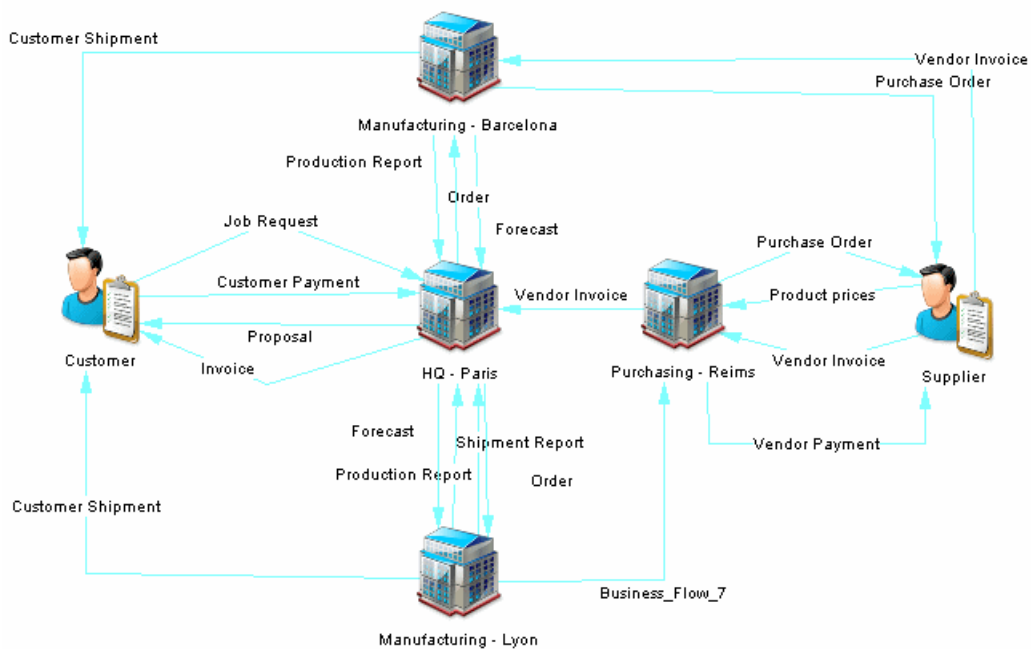 Customer Shipment
Vendor Invoice
Purchase Order
Manufacturing - Barcelona
Production Report
Order
Job Request
Forecast
Purchase Order
Customer Payment
Vendor Invoice
Product prices
Proposal
Customer
Invoice
HQ - Paris
Purchasing - Reims
Vendor Invoice
Supplier
Forecast
Shipment Report
Vendor Payment
Production Report
Order
Customer Shipment
Business_Flow_7
Manufacturing - Lyon